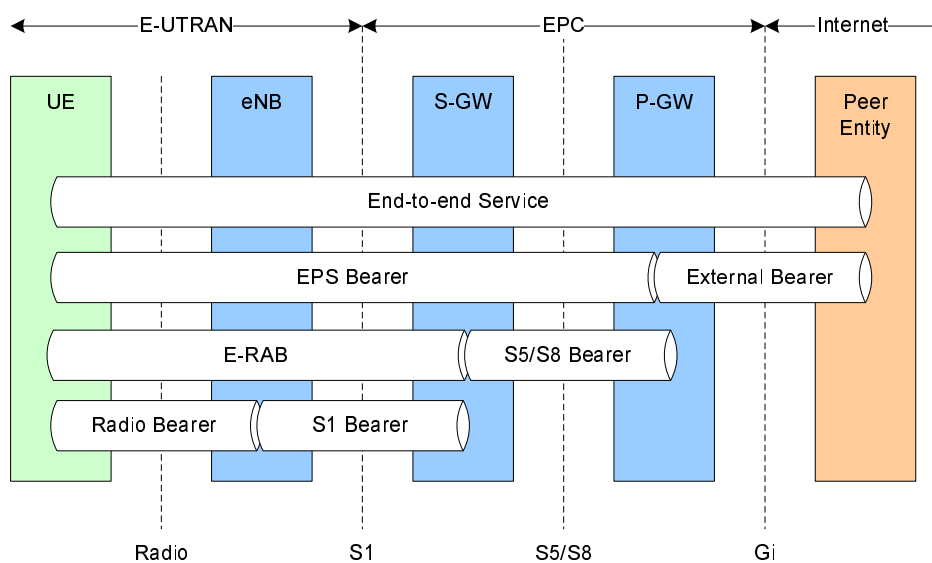 E-UTRAN EPC Internet
UE eNB S-GW P-GW Peer
Entity
End-to-end Service
EPS Bearer External Bearer
E-RAB S5/S8 Bearer
Radio Bearer S1 Bearer
Radio S1 S5/S8 Gi